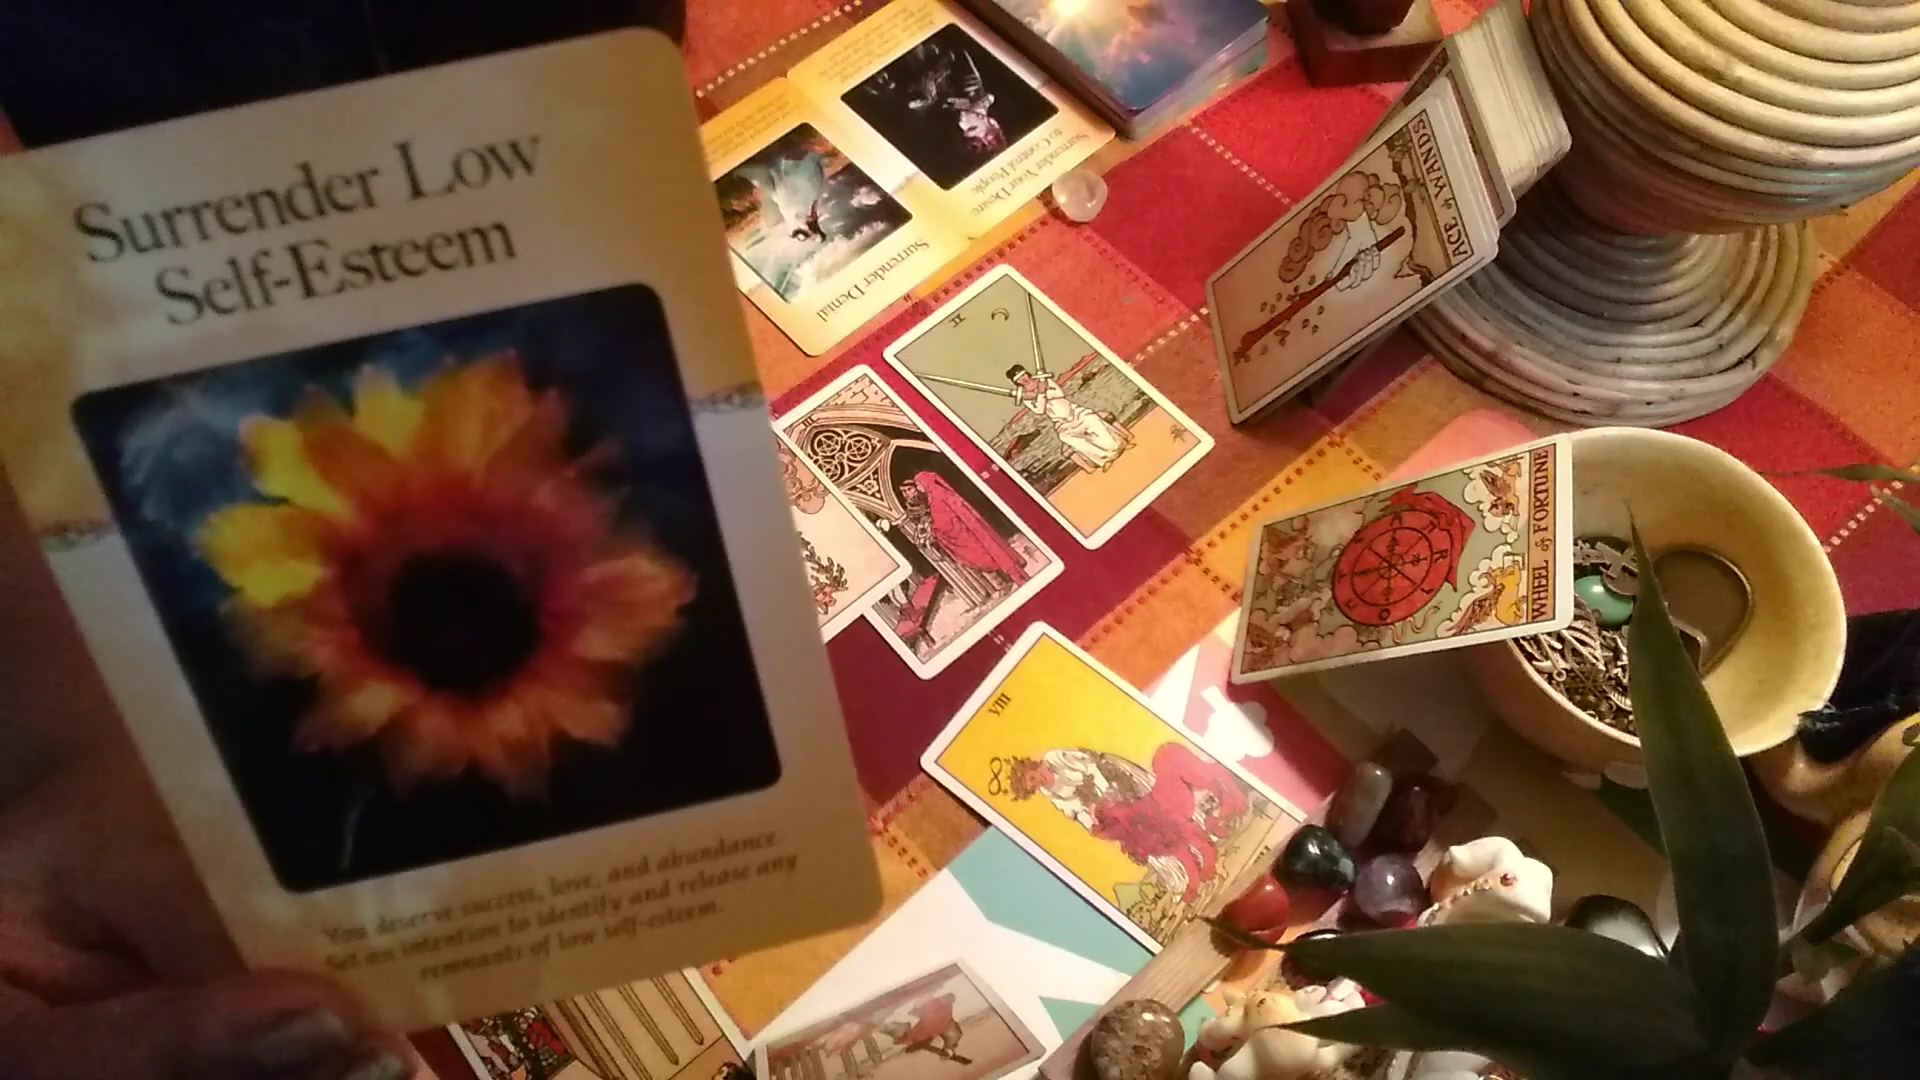 Surrender Low
Self-Esteem
You deserve success, love, and abundance.
Set an intention to identify and release any
remnants of low self-esteem.
Surrender Your Desire
to Control People
Surrender Denial
II
ACE of WANDS
WHEEL of FORTUNE
VIII